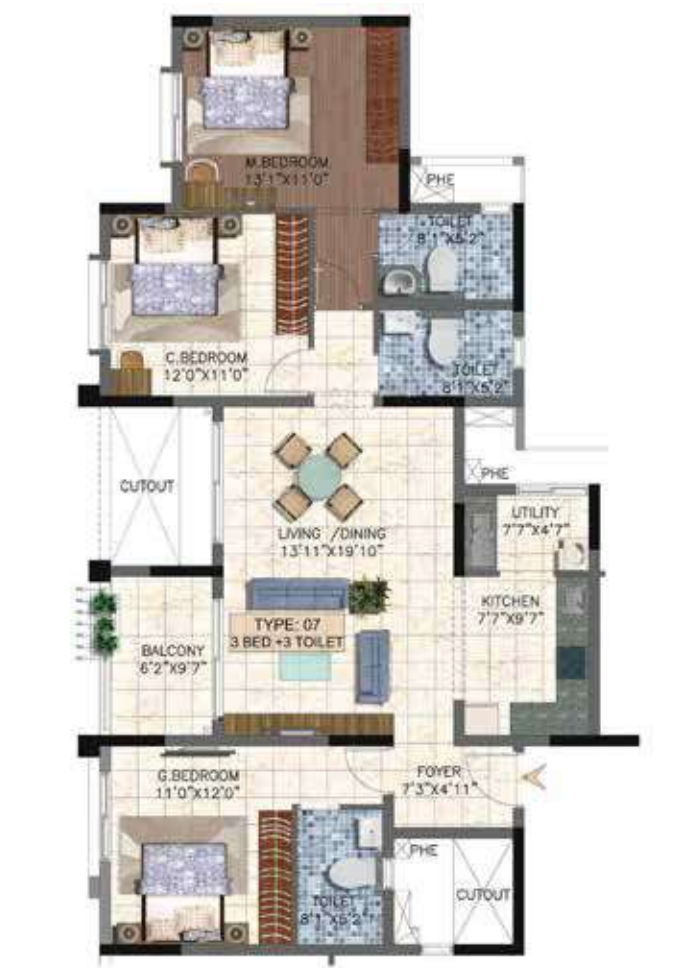 M.BEDROOM
13'1"X11'0"
PHE
TOILET
8'1"X5'2"
C.BEDROOM
12'0"X11'0"
TOILET
8'1"X5'2"
CUTOUT
PHE
LIVING /DINING
13'11"X19'10"
UTILITY
7'7"X4'7"
KITCHEN
7'7"X9'7"
TYPE: 07
3 BED +3 TOILET
BALCONY
6'2"X9'7"
G.BEDROOM
11'0"X12'0"
FOYER
7'3"X4'11"
PHE
CUTOUT
TOILET
8'1"X5'2"